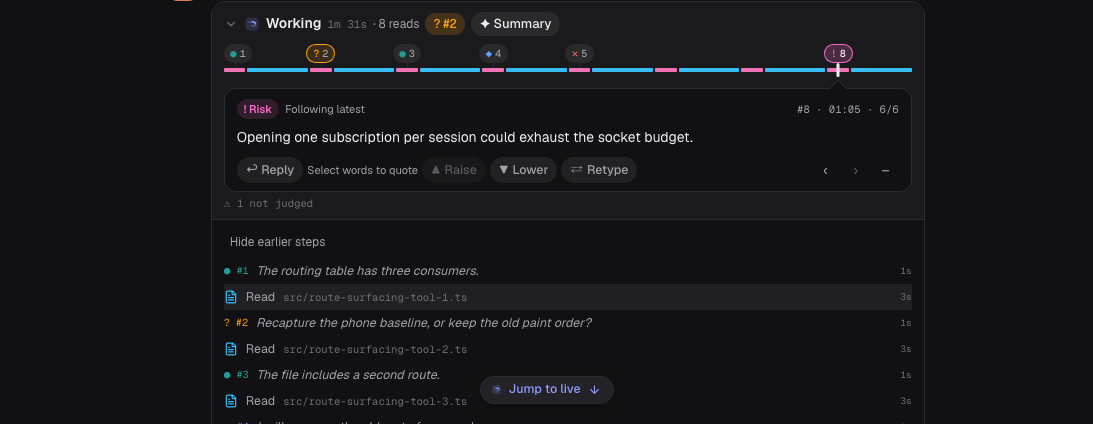 Working 1m 31s · 8 reads ? #2 ✦ Summary
1 ? 2 3 4 × 5 ! 8
! Risk Following latest #8 · 01:05 · 6/6
Opening one subscription per session could exhaust the socket budget.
↩ Reply Select words to quote ▲ Raise ▼ Lower ⇄ Retype ‹ › –
⚠ 1 not judged
Hide earlier steps
#1 The routing table has three consumers. 1s
Read src/route-surfacing-tool-1.ts 3s
? #2 Recapture the phone baseline, or keep the old paint order? 1s
Read src/route-surfacing-tool-2.ts 3s
#3 The file includes a second route. 1s
Jump to live ↓
Read src/route-surfacing-tool-3.ts 3s